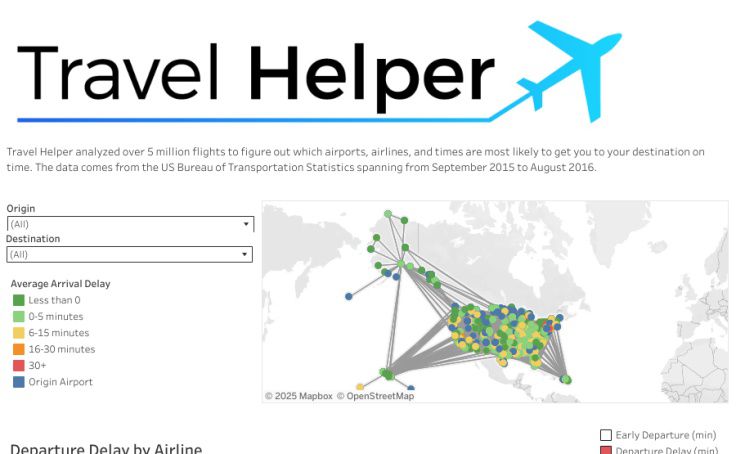 Travel Helper
Travel Helper analyzed over 5 million flights to figure out which airports, airlines, and times are most likely to get you to your destination on
time. The data comes from the US Bureau of Transportation Statistics spanning from September 2015 to August 2016.
Origin
(All)
Destination
(All)
Average Arrival Delay
Less than 0
0-5 minutes
6-15 minutes
16-30 minutes
30+
Origin Airport
© 2025 Mapbox © OpenStreetMap
Early Departure (min)
Departure Delay (min)
Departure Delay by Airline